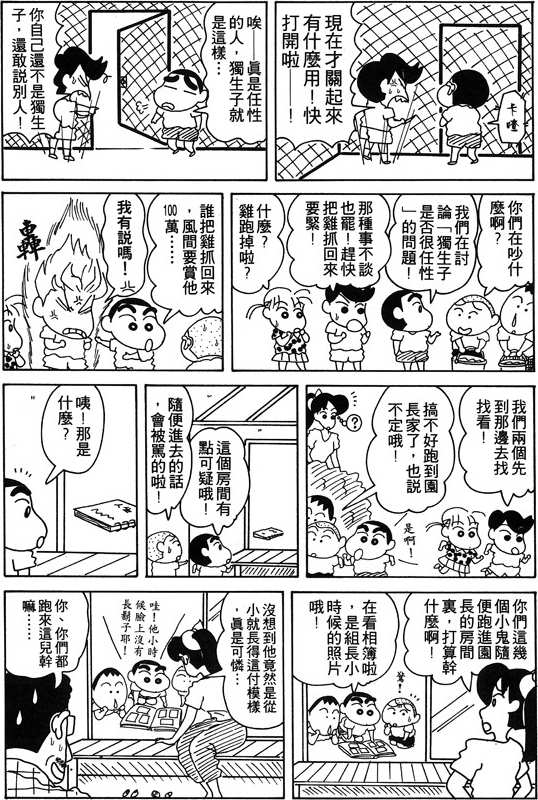 現在才關起來
有什麼用！快
打開啦——！
卡噠
唉——真是任性
的人，獨生子就
是這樣…
你自己還不是獨生
子，還敢說別人！
你們在吵什
麼啊？
我們在討
論「獨生子
是否很任性
」的問題！
那種事不談
也罷！趕快
把雞抓回來
要緊！
什麼？
雞跑掉啦？
誰把雞抓回來
，風間要賞他
100
萬……
我有說嗎！
轟
我們兩個先
到那邊去找
找看！
搞不好跑到園
長家了，也說
不定哦！
是啊！
?
這個房間有
點可疑哦！
隨便進去的話
，會被罵的啦！
咦！那是
什麼？
你們這幾
個小鬼隨
便跑進園
長的房間
裏，打算幹
什麼啊！
驚！
在看相簿啦
，是組長小
時候的照片
哦！
沒想到他竟然是從
小就長得這付模樣
，真是可憐…
哇！他小時
候臉上沒有
長鬍子耶！
你、你們都
跑來這兒幹
嘛……